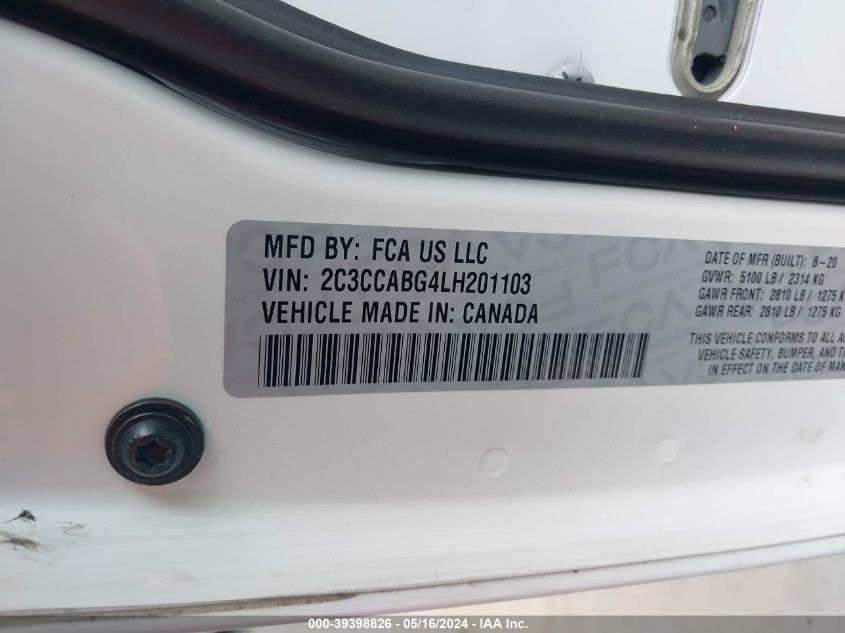 MFD BY: FCA US LLC
VIN: 2C3CCABG4LH201103
VEHICLE MADE IN: CANADA
DATE OF MFR (BUILT): 8-20
GVWR: 5100 LB / 2314 KG
GAWR FRONT: 2810 LB / 1275 K
GAWR REAR: 2810 LB / 1275 KG
THIS VEHICLE CONFORMS TO ALL
VEHICLE SAFETY, BUMPER, AND
IN EFFECT ON THE DATE OF
000-39398826 - 05/16/2024 - IAA Inc.